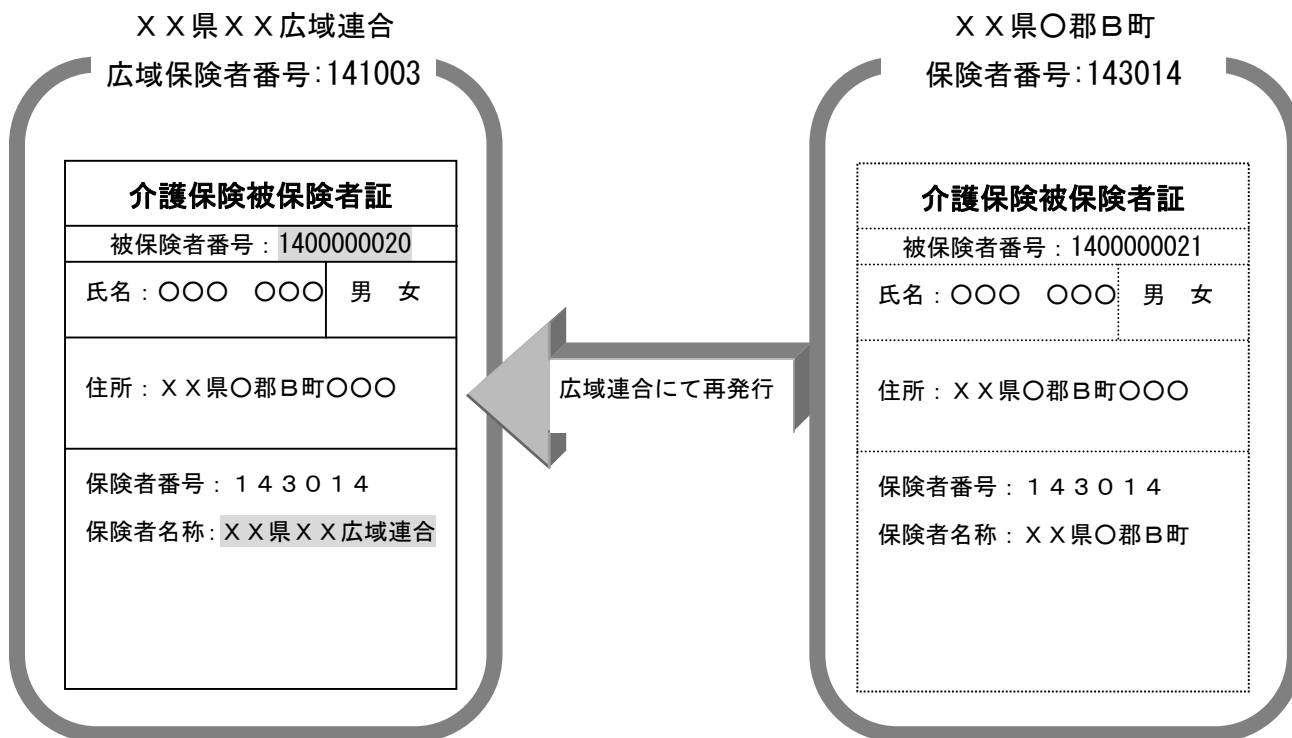 ＸＸ県ＸＸ広域連合
広域保険者番号:141003
介護保険被保険者証
被保険者番号：1400000020
氏名：〇〇〇　〇〇〇　男　女
住所：ＸＸ県〇郡Ｂ町〇〇〇
保険者番号：１４３０１４
保険者名称：ＸＸ県ＸＸ広域連合
広域連合にて再発行
ＸＸ県〇郡Ｂ町
保険者番号:143014
介護保険被保険者証
被保険者番号：1400000021
氏名：〇〇〇　〇〇〇　男　女
住所：ＸＸ県〇郡Ｂ町〇〇〇
保険者番号：１４３０１４
保険者名称：ＸＸ県〇郡Ｂ町